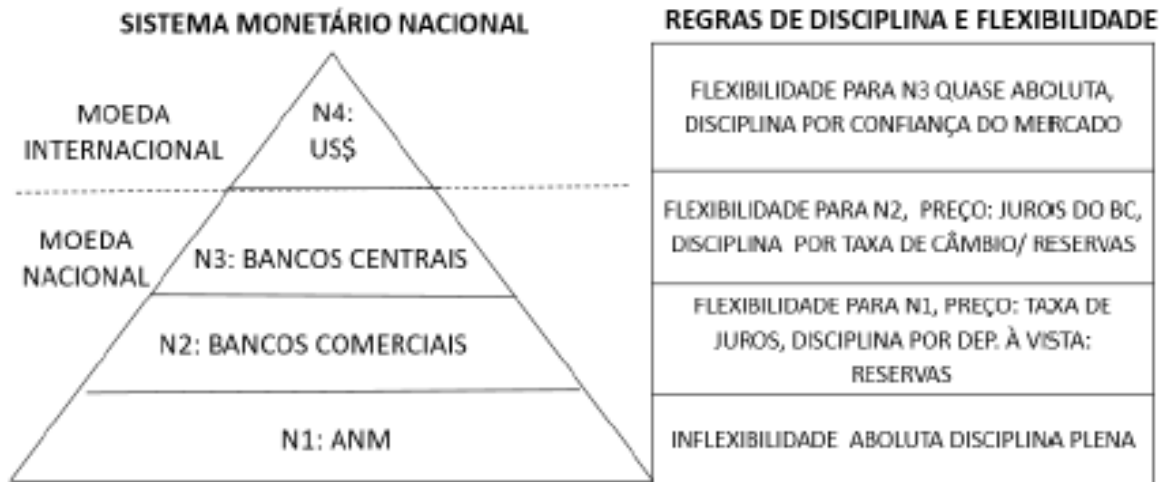 SISTEMA MONETÁRIO NACIONAL
REGRAS DE DISCIPLINA E FLEXIBILIDADE
MOEDA
INTERNACIONAL
N4:
US$
FLEXIBILIDADE PARA N3 QUASE ABOLUTA,
DISCIPLINA POR CONFIANÇA DO MERCADO
MOEDA
NACIONAL
N3: BANCOS CENTRAIS
FLEXIBILIDADE PARA N2, PREÇO: JUROS DO BC,
DISCIPLINA POR TAXA DE CÂMBIO/ RESERVAS
N2: BANCOS COMERCIAIS
FLEXIBILIDADE PARA N1, PREÇO: TAXA DE
JUROS, DISCIPLINA POR DEP. À VISTA:
RESERVAS
N1: ANM
INFLEXIBILIDADE ABOLUTA DISCIPLINA PLENA